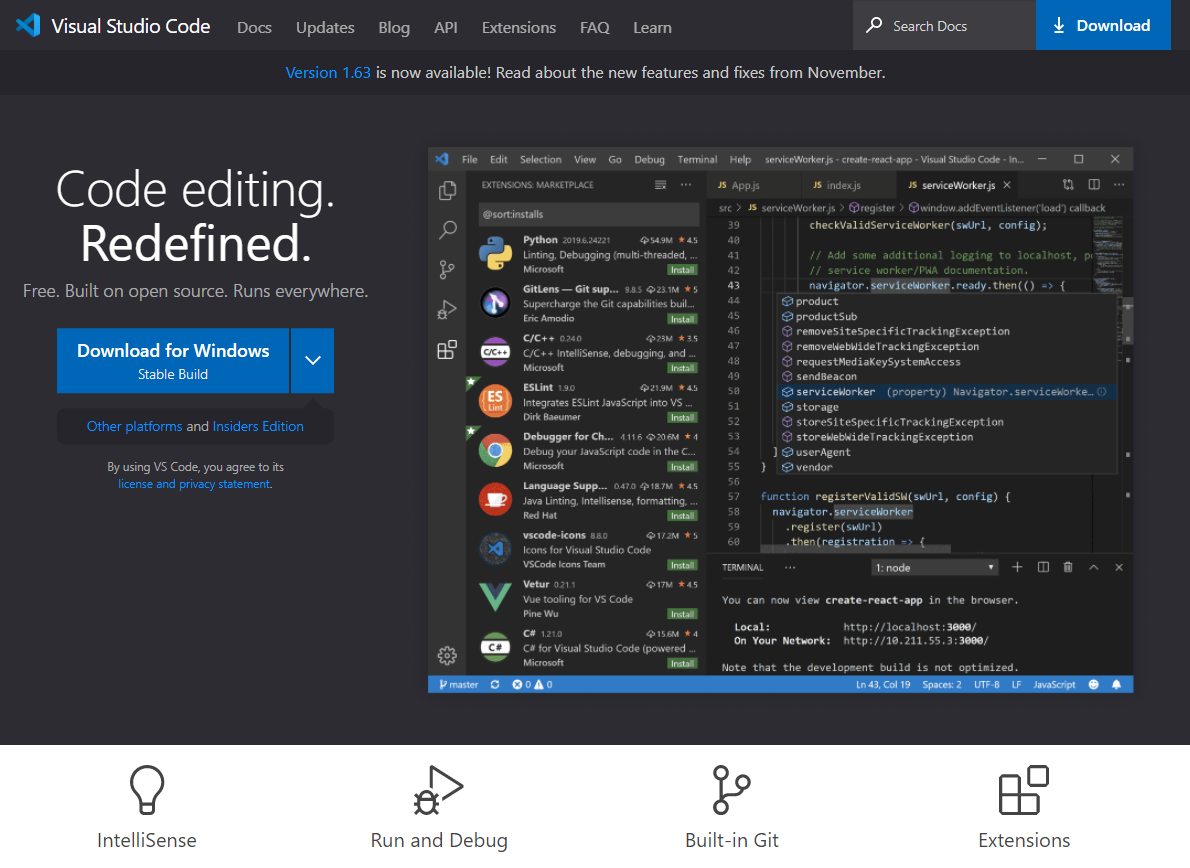 Visual Studio Code Docs Updates Blog API Extensions FAQ Learn Search Docs Download
Version 1.63 is now available! Read about the new features and fixes from November.
Code editing.
Redefined.
Free. Built on open source. Runs everywhere.
Download for Windows
Stable Build
Other platforms and Insiders Edition
By using VS Code, you agree to its
license and privacy statement.
File Edit Selection View Go Debug Terminal Help serviceWorker.js - create-react-app - Visual Studio Code - In...
EXTENSIONS: MARKETPLACE
@sort:installs
Python 2019.6.24221 54.9M 4.5
Linting, Debugging (multi-threaded, ...
Microsoft Install
GitLens — Git sup... 9.8.5 23.1M 5
Supercharge the Git capabilities buil...
Eric Amodio Install
C/C++ 0.24.0 23M 3.5
C/C++ IntelliSense, debugging, and ...
Microsoft Install
ESLint 1.9.0 21.9M 4.5
Integrates ESLint JavaScript into VS ...
Dirk Baeumer Install
Debugger for Ch... 4.11.6 20.6M 4
Debug your JavaScript code in the C...
Microsoft Install
Language Supp... 0.47.0 18.7M 4.5
Java Linting, Intellisense, formatting, ...
Red Hat Install
vscode-icons 8.8.0 17.2M 5
Icons for Visual Studio Code
VSCode Icons Team Install
Vetur 0.21.1 17M 4.5
Vue tooling for VS Code
Pine Wu Install
C# 1.21.0 15.6M 4
C# for Visual Studio Code (powered ...
Microsoft Install
C/C++
ES
Lint
C#
JS App.js JS index.js JS serviceWorker.js
src > JS serviceWorker.js > register > window.addEventListener('load') callback
39 checkValidServiceWorker(swUrl, config);
40
41 // Add some additional logging to localhost, p
42 // service worker/PWA documentation.
43 navigator.serviceWorker.ready.then(() => {
44 product
45 productSub
46 removeSiteSpecificTrackingException
47 removeWebWideTrackingException
48 requestMediaKeySystemAccess
49 sendBeacon
50 serviceWorker (property) Navigator.serviceWorke...
51 storage
52 storeSiteSpecificTrackingException
53 storeWebWideTrackingException
54 } userAgent
55 } vendor
56
57 function registerValidSW(swUrl, config) {
58 navigator.serviceWorker
59 .register(swUrl)
60 .then(registration => {
TERMINAL ... 1: node
You can now view create-react-app in the browser.
Local: http://localhost:3000/
On Your Network: http://10.211.55.3:3000/
Note that the development build is not optimized.
master 0 0 Ln 43, Col 19 Spaces: 2 UTF-8 LF JavaScript
IntelliSense Run and Debug Built-in Git Extensions